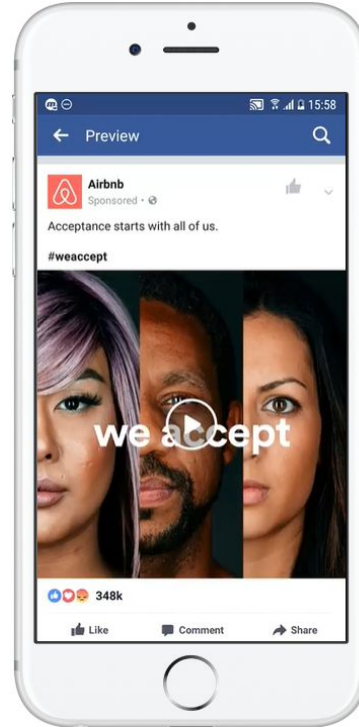 15:58
Preview
Airbnb
Sponsored •
Acceptance starts with all of us.
#weaccept
we accept
348k
Like Comment Share